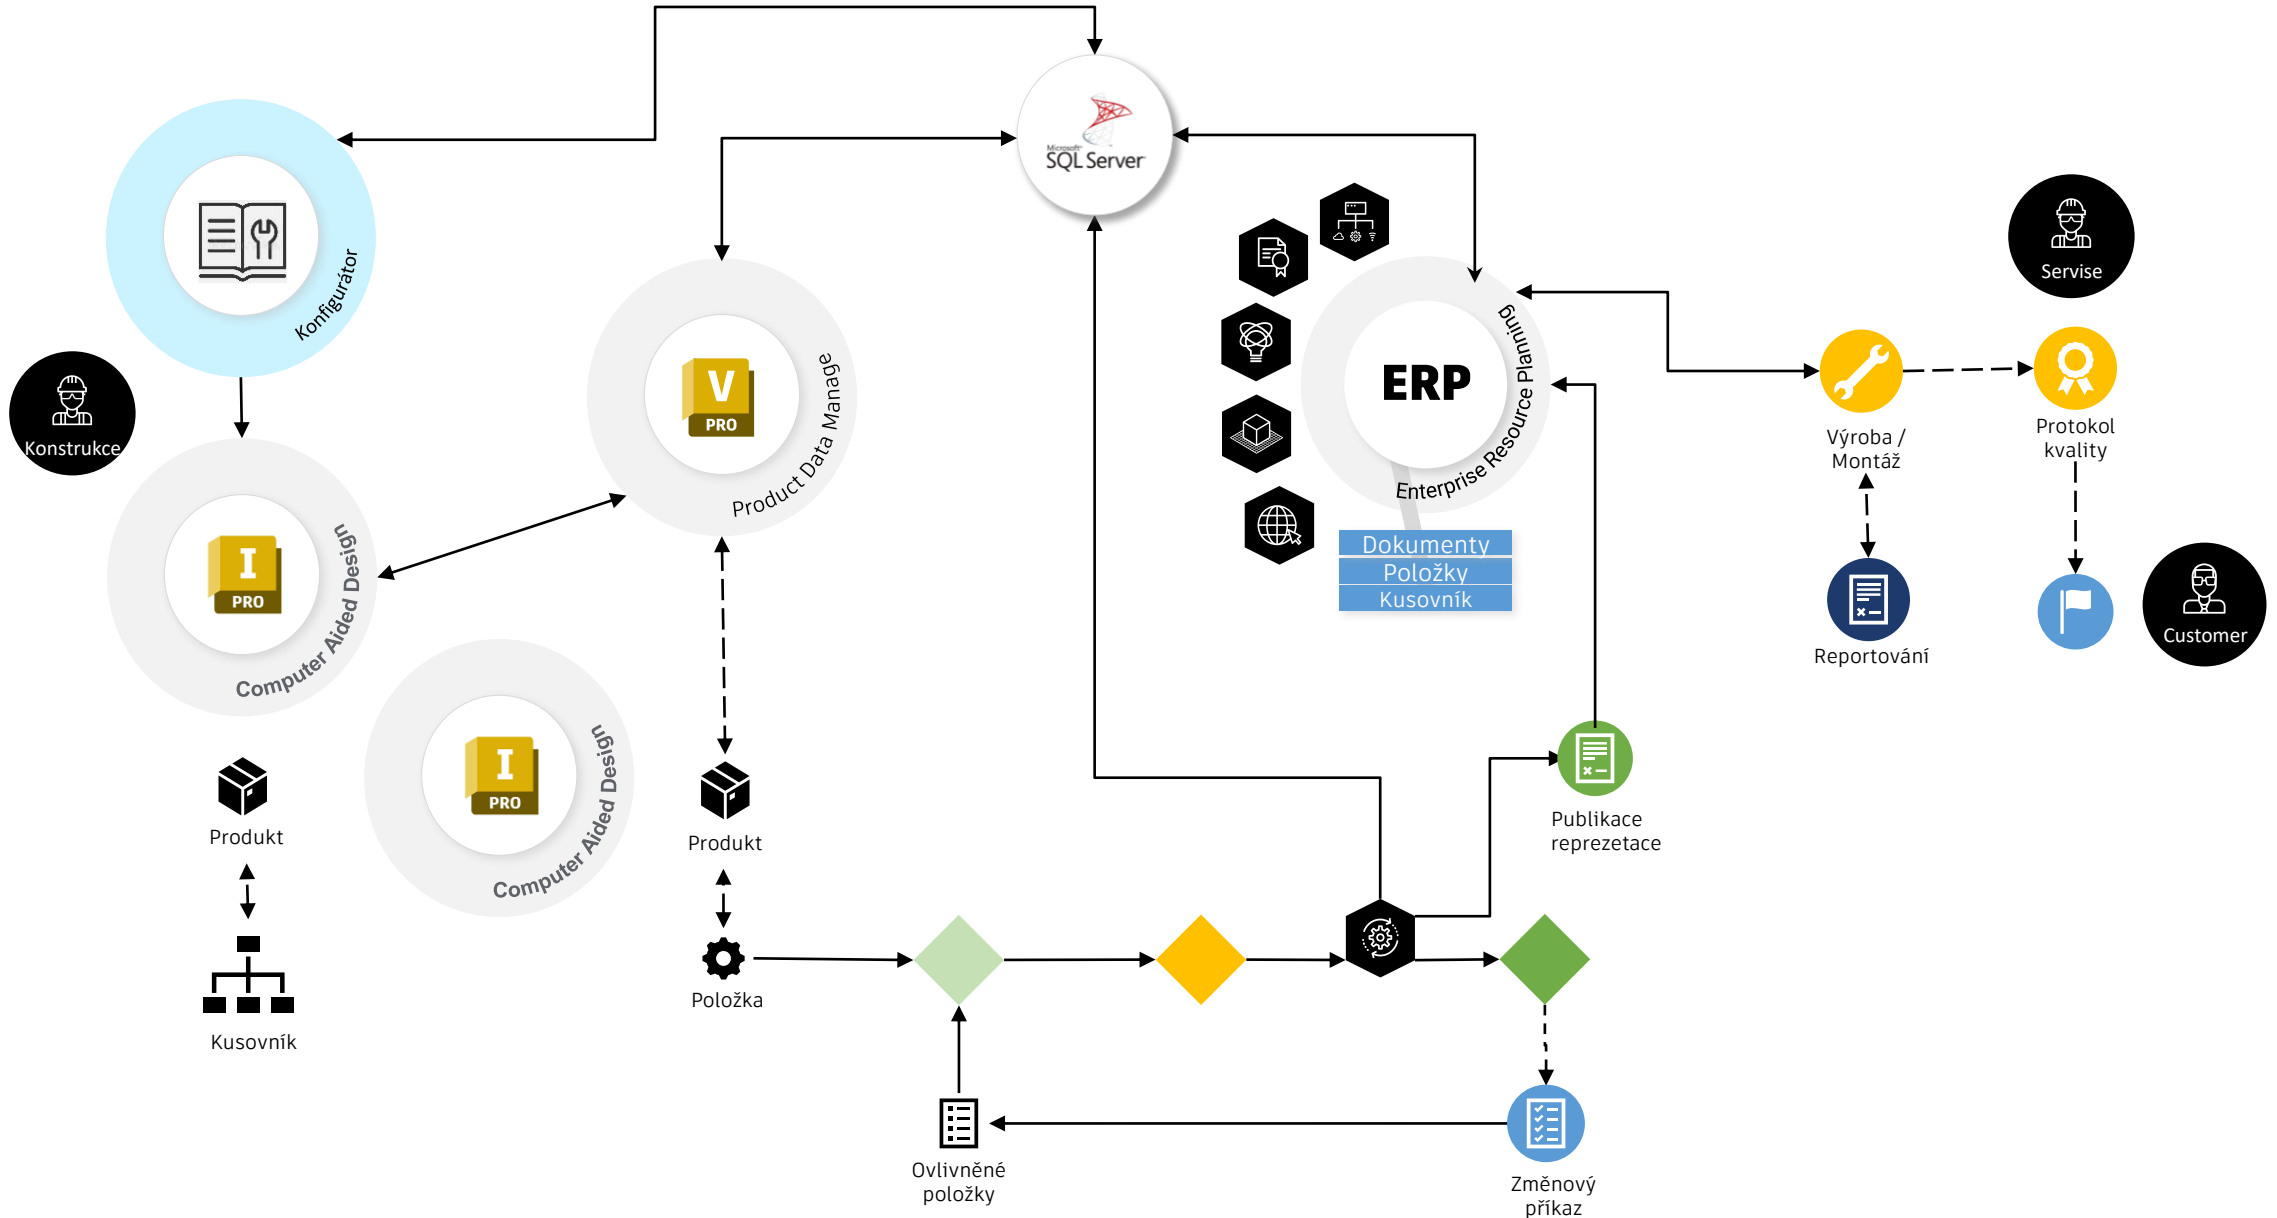 Microsoft
SQL Server
Konfigurátor
Servise
Konstrukce
V
PRO
Product Data Manage
ERP
Enterprise Resource Planning
Výroba /
Montáž
Protokol
kvality
I
PRO
Computer Aided Design
Dokumenty
Položky
Kusovník
Reportování
Customer
I
PRO
Computer Aided Design
Produkt
Produkt
Publikace
reprezetace
Položka
Kusovník
Ovlivněné
položky
Změnový
příkaz